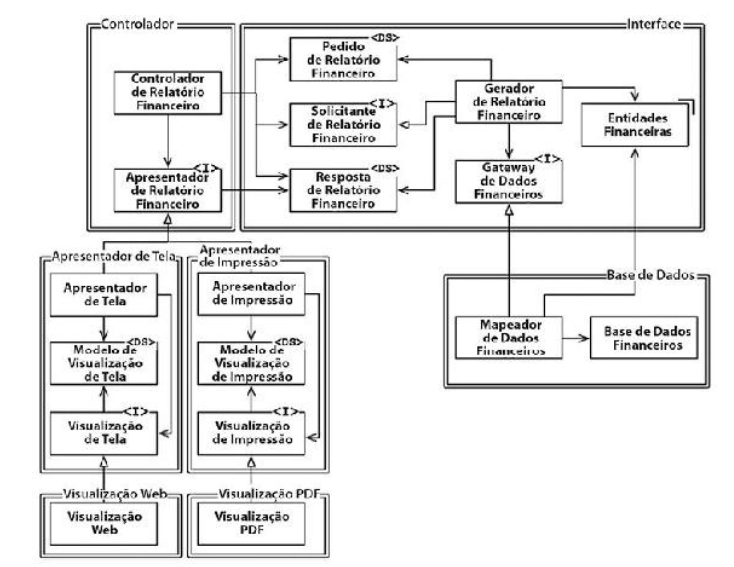 Controlador
Interface
<DS>
Pedido
de Relatório
Financeiro
Controlador
de Relatório
Financeiro
Gerador
de Relatório
Financeiro
<I>
Solicitante
de Relatório
Financeiro
Entidades
Financeiras
<I>
Apresentador
de Relatório
Financeiro
<DS>
Resposta
de Relatório
Financeiro
<I>
Gateway
de Dados
Financeiros
Apresentador de Tela
Apresentador
de Impressão
Base de Dados
Apresentador
de Tela
Apresentador
de Impressão
Mapeador
de Dados
Financeiros
Base de Dados
Financeiros
<DS>
Modelo de
Visualização
de Tela
<DS>
Modelo de
Visualização
de Impressão
<I>
Visualização
de Tela
<I>
Visualização
de Impressão
Visualização Web
Visualização PDF
Visualização
Web
Visualização
PDF